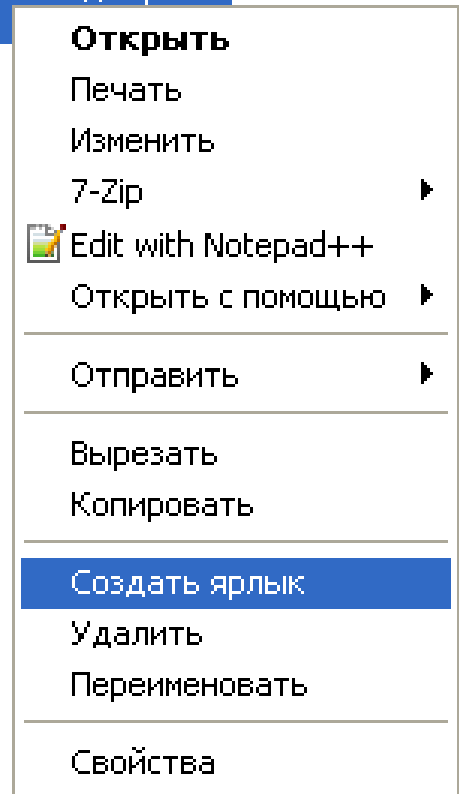 Открыть
Печать
Изменить
7-Zip
Edit with Notepad++
Открыть с помощью
Отправить
Вырезать
Копировать
Создать ярлык
Удалить
Переименовать
Свойства